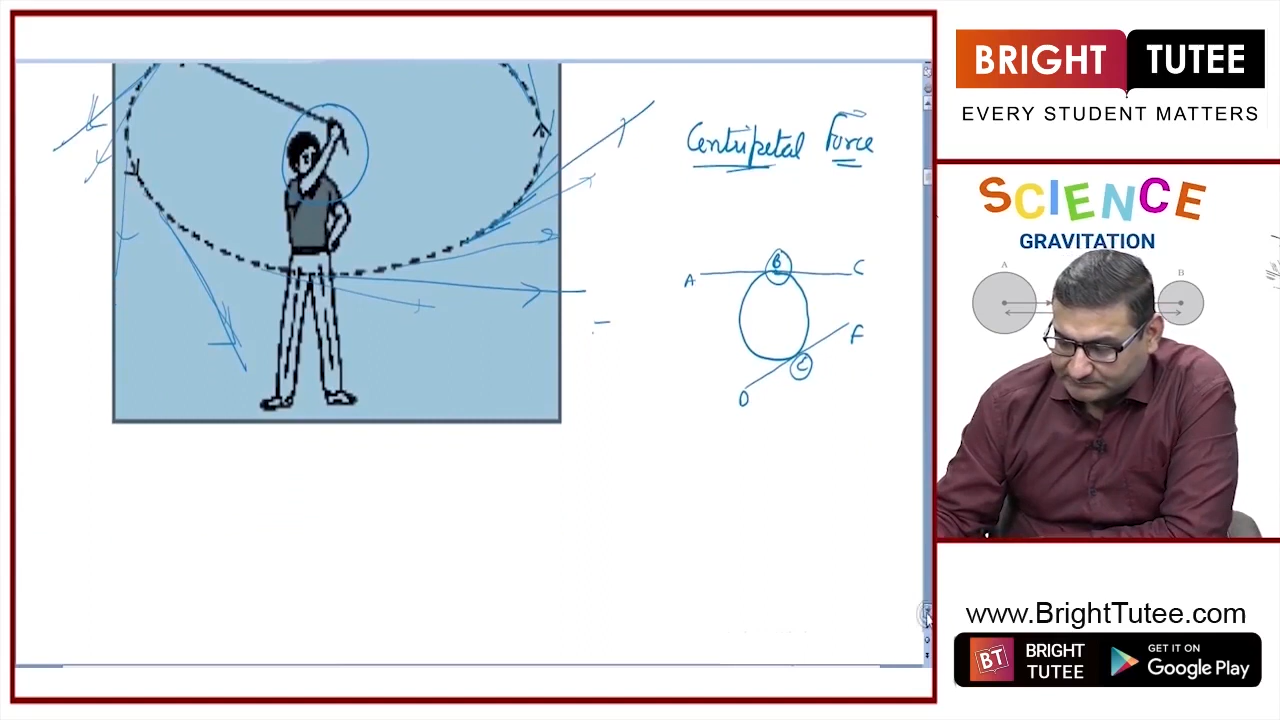 Centripetal Force
B
A
C
F
E
D
BRIGHT TUTEE
EVERY STUDENT MATTERS
SCIENCE
GRAVITATION
A
B
www.BrightTutee.com
BT
BRIGHT
TUTEE
GET IT ON
Google Play